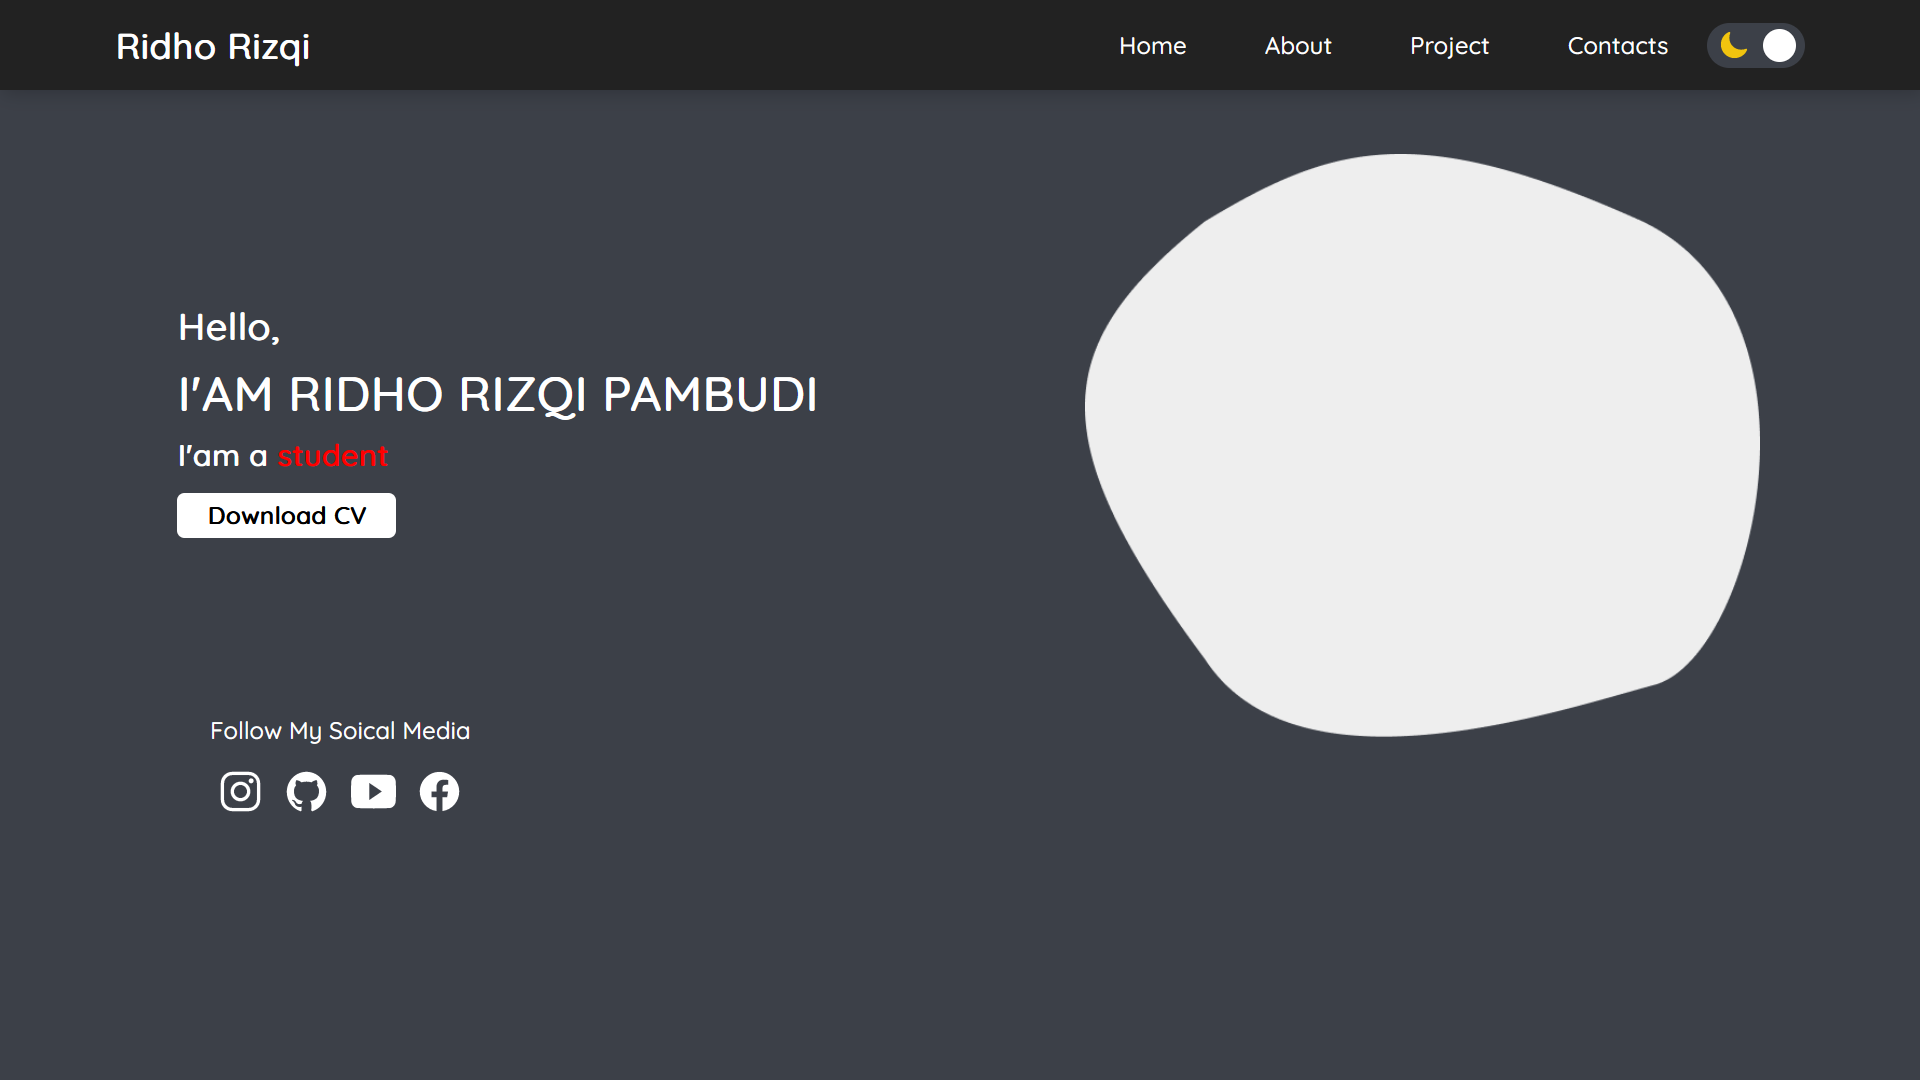 Ridho Rizqi
Home About Project Contacts
Hello,
I'AM RIDHO RIZQI PAMBUDI
I'am a student
Download CV
Follow My Soical Media